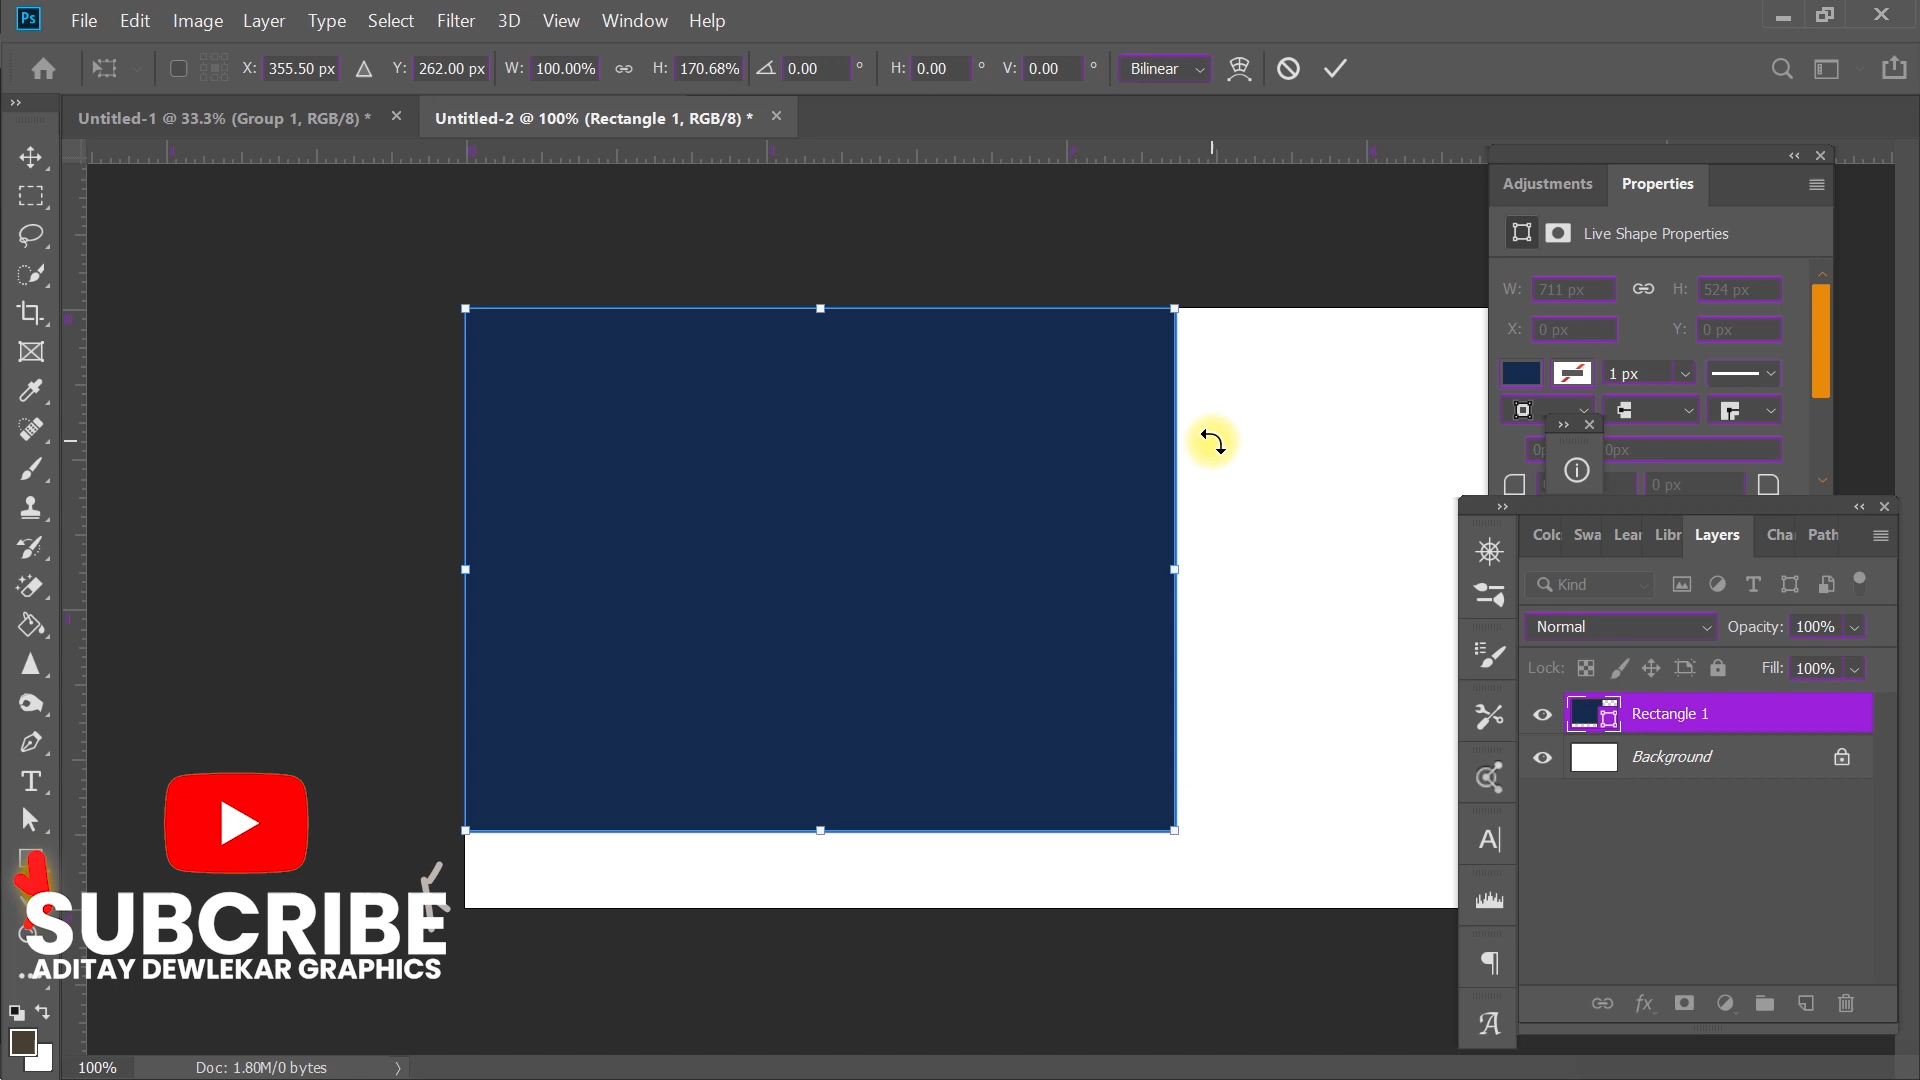 Ps File Edit Image Layer Type Select Filter 3D View Window Help
X: 355.50 px Y: 262.00 px W: 100.00% H: 170.68% 0.00 ° H: 0.00 ° V: 0.00 ° Bilinear
Untitled-1 @ 33.3% (Group 1, RGB/8) * Untitled-2 @ 100% (Rectangle 1, RGB/8) *
Adjustments Properties
Live Shape Properties
W: 711 px H: 524 px
X: 0 px Y: 0 px
1 px
0px
0 px
Colo Swa Lear Libr Layers Cha Path
Kind
Normal Opacity: 100%
Lock: Fill: 100%
Rectangle 1
Background
SUBCRIBE
ADITAY DEWLEKAR GRAPHICS
100% Doc: 1.80M/0 bytes